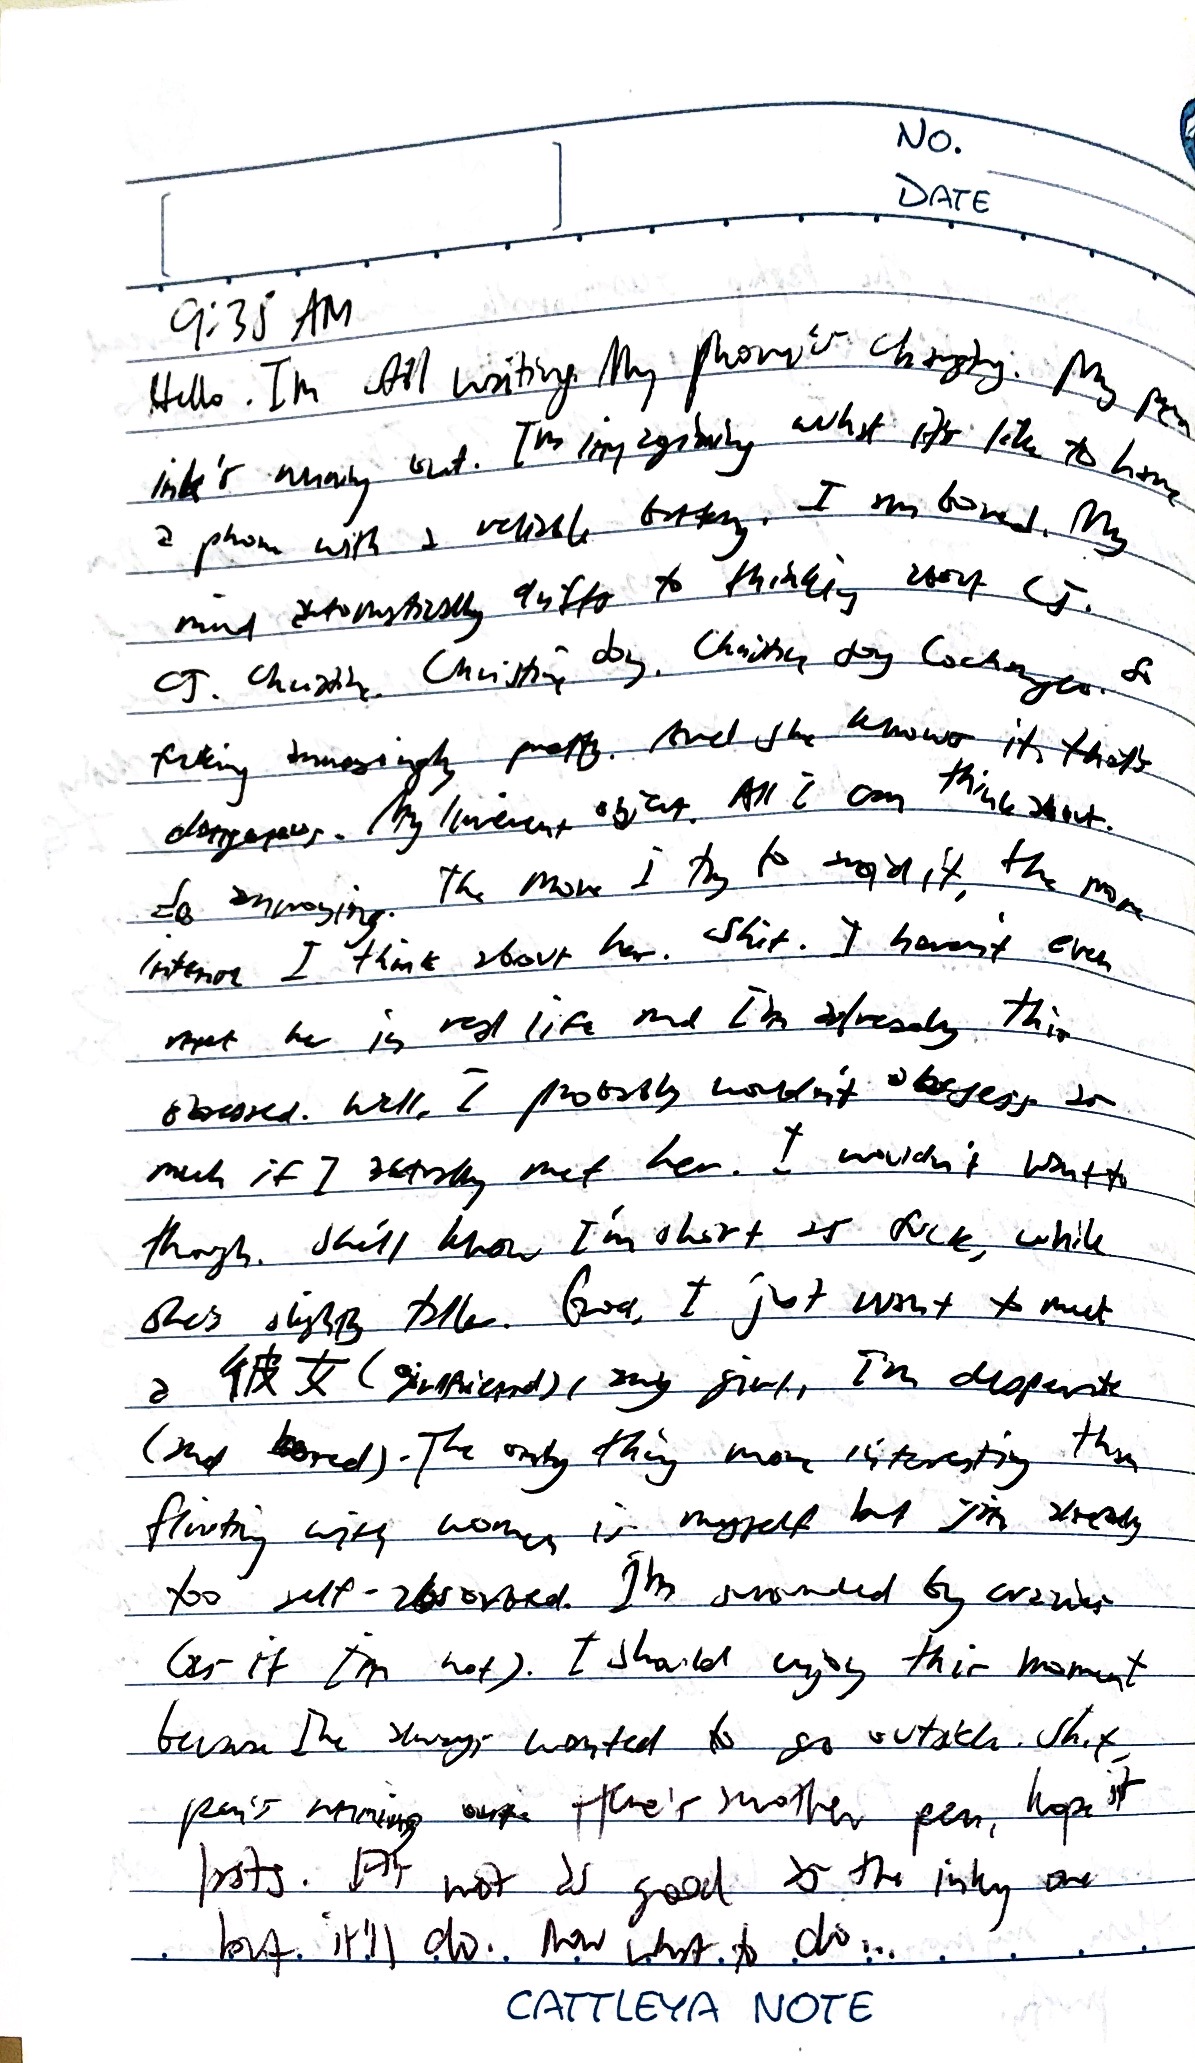 NO.
DATE
9:35 AM
Hello. I'm still writing. My phone's charging. My pen
ink's running out. I'm imagining what it's like to have
a phone with a reliable battery. I am bored. My
mind automatically drifts to thinking about CJ.
CJ. Christine. Christine Joy. Christine Joy. So
fucking annoyingly pretty. And she knows it, that's
dangerous. My limerent object. All I can think about.
So annoying. The more I try to avoid it, the more
intense I think about her. Shit. I haven't even
met her in real life and I'm already this
obsessed. Well, I probably wouldn't obsess so
much if I actually met her. I wouldn't want to
though. She'll know I'm short as fuck, while
she's slightly taller. God, I just want to meet
a 彼女 (girlfriend), any girl, I'm desperate
(and bored). The only thing more interesting than
flirting with women is myself but I'm already
too self-absorbed. I'm surrounded by crazies
(as if I'm not). I should enjoy this moment
because I've always wanted to go outside. Shit,
pen's running out. Here's another pen, hope it
lasts. It's not as good as the inky one
but it'll do. Now what to do...
CATTLEYA NOTE